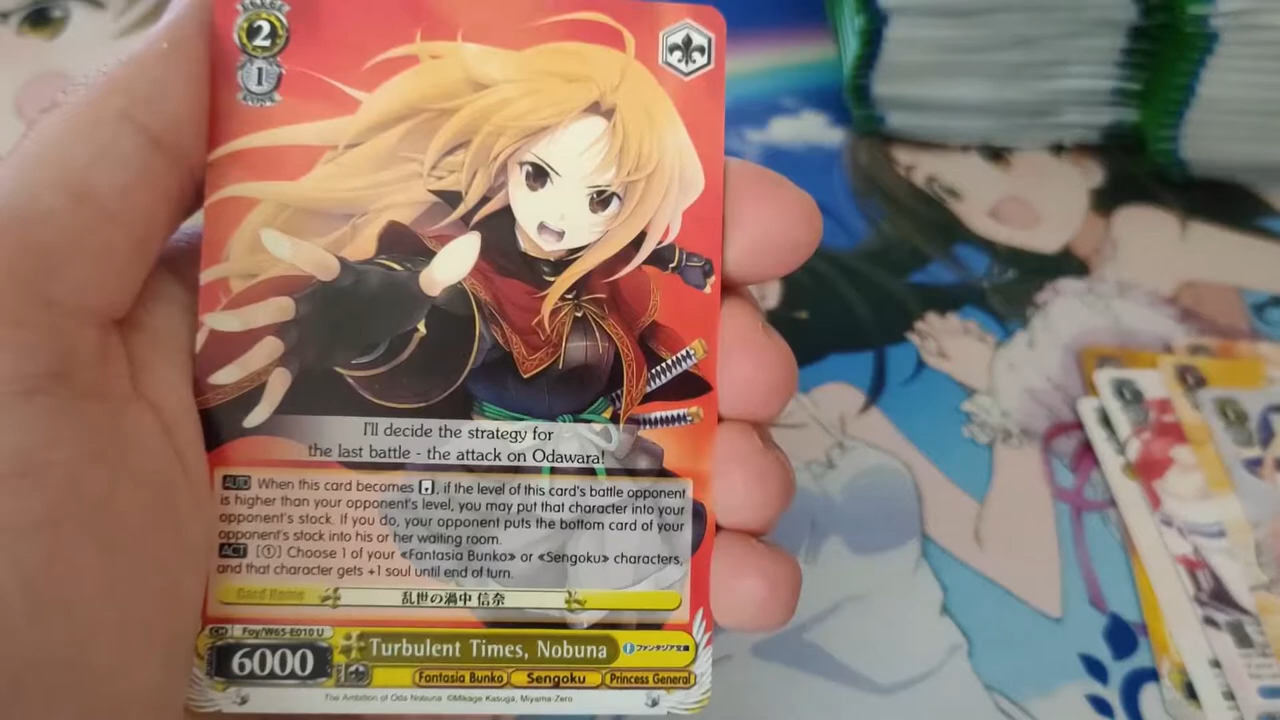 2
1
I'll decide the strategy for
the last battle - the attack on Odawara!
AUTO When this card becomes , if the level of this card's battle opponent
is higher than your opponent's level, you may put that character into your
opponent's stock. If you do, your opponent puts the bottom card of your
opponent's stock into his or her waiting room.
ACT [①] Choose 1 of your «Fantasia Bunko» or «Sengoku» characters,
and that character gets +1 soul until end of turn.
Card Name 乱世の渦中 信奈
CH Foy/W65-E010 U
6000 Turbulent Times, Nobuna ファンタジア文庫
Fantasia Bunko Sengoku Princess General
The Ambition of Oda Nobuna ©Mikage Kasuga, Miyama-Zero